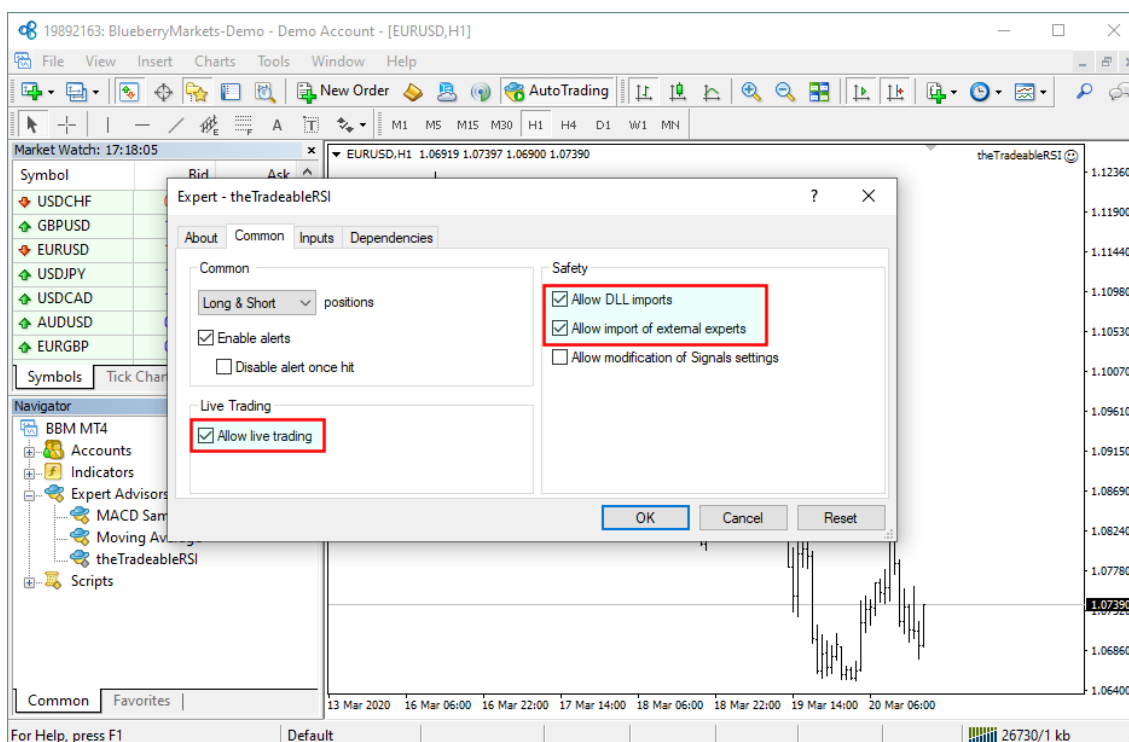 19892163: BlueberryMarkets-Demo - Demo Account - [EURUSD,H1]
File View Insert Charts Tools Window Help
New Order AutoTrading
A T M1 M5 M15 M30 H1 H4 D1 W1 MN
Market Watch: 17:18:05
Symbol Bid Ask
USDCHF
GBPUSD
EURUSD
USDJPY
USDCAD
AUDUSD
EURGBP
Symbols Tick Char
Navigator
BBM MT4
Accounts
Indicators
Expert Advisors
MACD Sam
Moving Average
theTradeableRSI
Scripts
Common Favorites
EURUSD,H1 1.06919 1.07397 1.06900 1.07390
theTradeableRSI
Expert - theTradeableRSI
About Common Inputs Dependencies
Common
Long & Short positions
Enable alerts
Disable alert once hit
Live Trading
Allow live trading
Safety
Allow DLL imports
Allow import of external experts
Allow modification of Signals settings
OK Cancel Reset
1.12360
1.11900
1.11440
1.10980
1.10530
1.10070
1.09610
1.09150
1.08690
1.08240
1.07780
1.07390
1.06860
1.06400
13 Mar 2020 16 Mar 06:00 16 Mar 22:00 17 Mar 14:00 18 Mar 06:00 18 Mar 22:00 19 Mar 14:00 20 Mar 06:00
For Help, press F1 Default 26730/1 kb